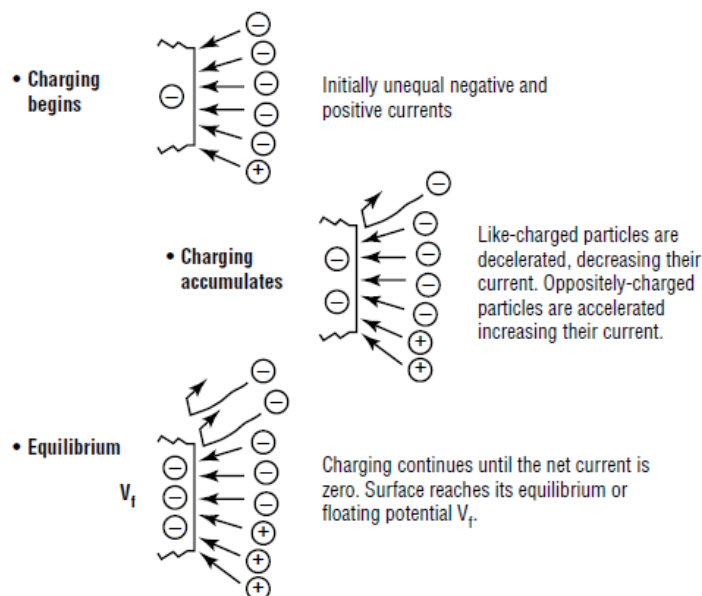 • Charging
begins
Initially unequal negative and
positive currents
• Charging
accumulates
Like-charged particles are
decelerated, decreasing their
current. Oppositely-charged
particles are accelerated
increasing their current.
• Equilibrium
Vf
Charging continues until the net current is
zero. Surface reaches its equilibrium or
floating potential Vf.